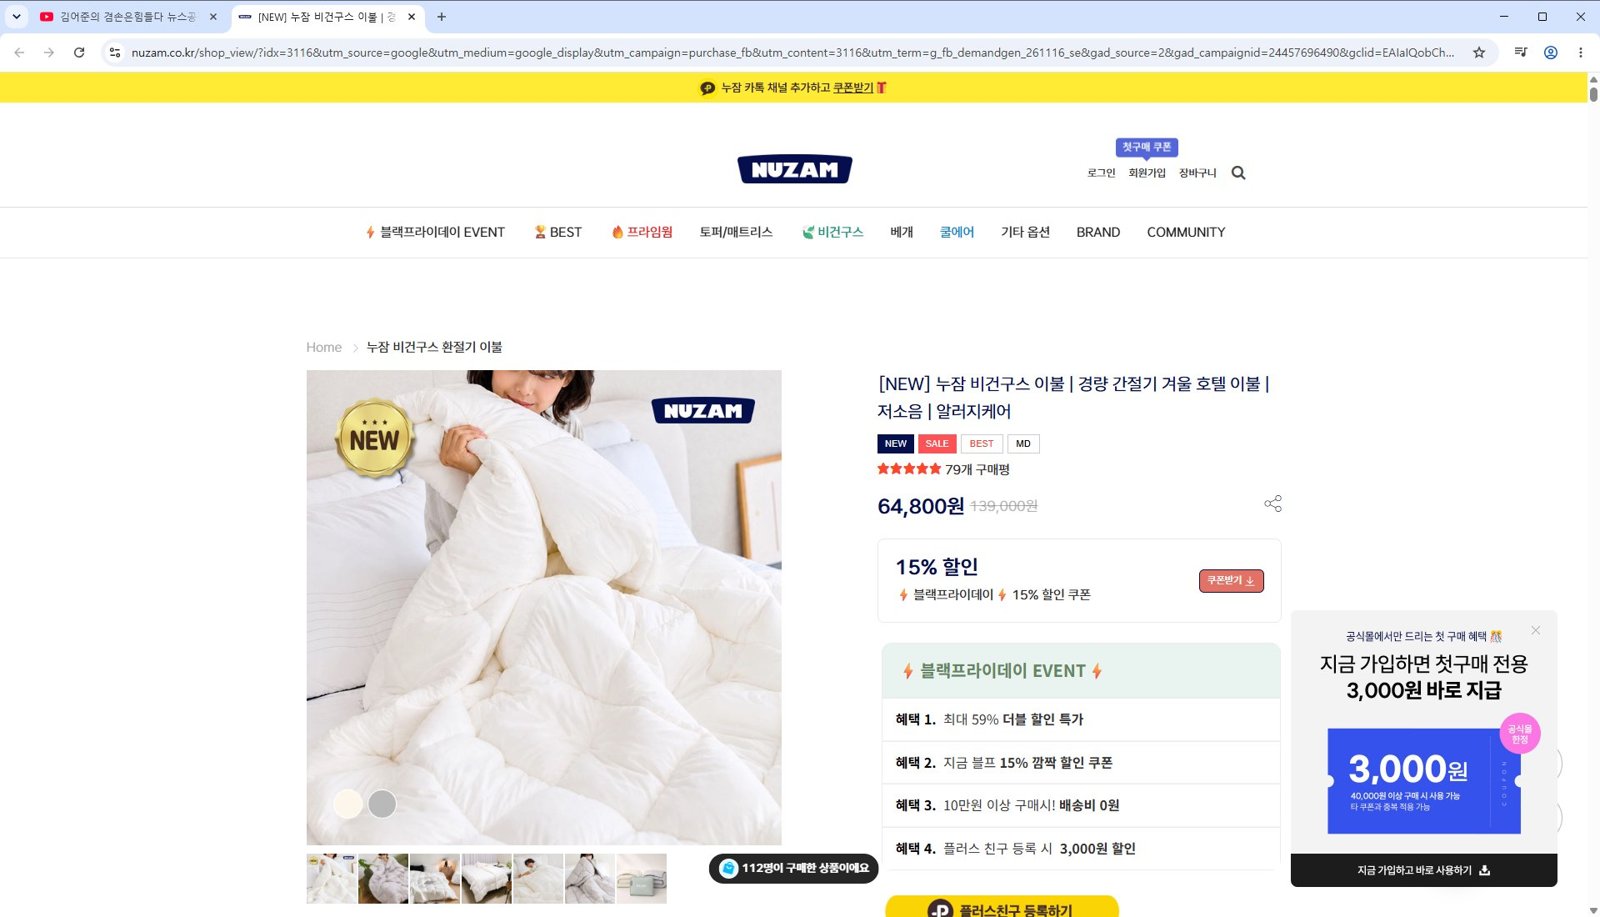 김어준의 겸손은힘들다 뉴스공
[NEW] 누잠 비건구스 이불 | 경
nuzam.co.kr/shop_view/?idx=3116&utm_source=google&utm_medium=google_display&utm_campaign=purchase_fb&utm_content=3116&utm_term=g_fb_demandgen_261116_se&gad_source=2&gad_campaignid=24457696490&gclid=EAIaIQobCh...
누잠 카톡 채널 추가하고 쿠폰받기
NUZAM
첫구매 쿠폰
로그인 회원가입 장바구니
블랙프라이데이 EVENT BEST 프라임웜 토퍼/매트리스 비건구스 베개 쿨에어 기타 옵션 BRAND COMMUNITY
Home > 누잠 비건구스 환절기 이불
NEW
NUZAM
[NEW] 누잠 비건구스 이불 | 경량 간절기 겨울 호텔 이불 |
저소음 | 알러지케어
NEW SALE BEST MD
79개 구매평
64,800원 139,000원
15% 할인
블랙프라이데이 15% 할인 쿠폰
쿠폰받기
블랙프라이데이 EVENT
혜택 1. 최대 59% 더블 할인 특가
혜택 2. 지금 블프 15% 깜짝 할인 쿠폰
혜택 3. 10만원 이상 구매시! 배송비 0원
혜택 4. 플러스 친구 등록 시 3,000원 할인
플러스친구 등록하기
112명이 구매한 상품이에요
공식몰에서만 드리는 첫 구매 혜택
지금 가입하면 첫구매 전용
3,000원 바로 지급
공식몰
한정
3,000원
40,000원 이상 구매 시 사용 가능
타 쿠폰과 중복 적용 가능
COUPON
지금 가입하고 바로 사용하기